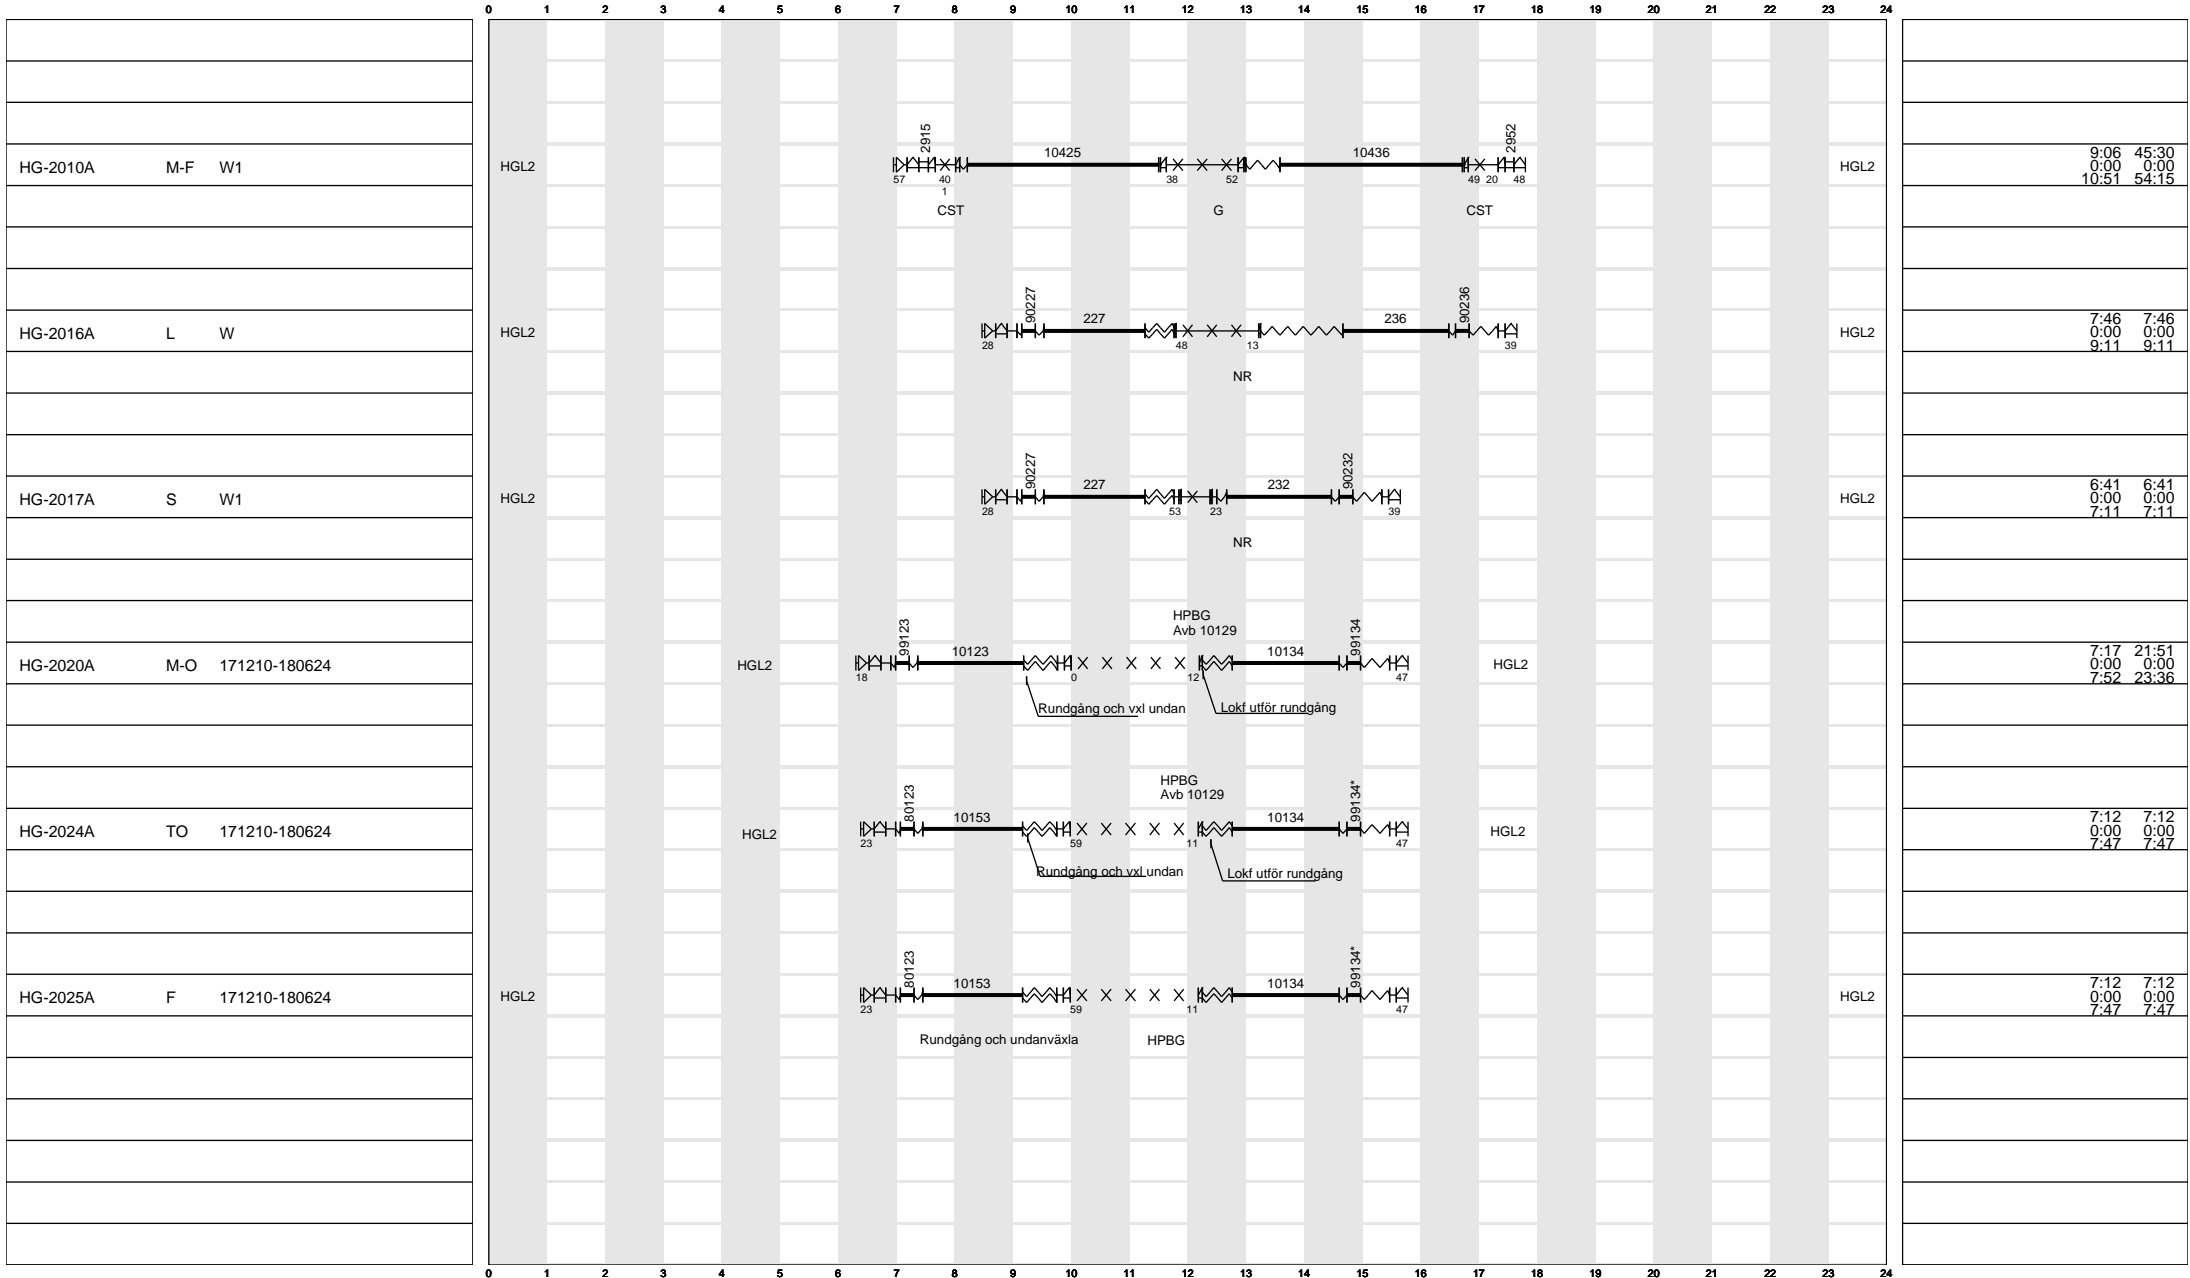 0 1 2 3 4 5 6 7 8 9 10 11 12 13 14 15 16 17 18 19 20 21 22 23 24
2915 2952
10425 10436
HG-2010A M-F W1 HGL2 HGL2 9:06 45:30
0:00 0:00
10:51 54:15
57 40 38 52 49 20 48
1
CST G CST
90227 90236
227 236
HG-2016A L W HGL2 HGL2 7:46 7:46
0:00 0:00
9:11 9:11
28 48 13 39
NR
90227 90232
227 232
HG-2017A S W1 HGL2 HGL2 6:41 6:41
0:00 0:00
7:11 7:11
28 53 23 39
NR
HPBG
Avb 10129
99123 99134
10123 10134
HG-2020A M-O 171210-180624 HGL2 HGL2 7:17 21:51
0:00 0:00
7:52 23:36
18 0 12 47
Rundgång och vxl undan Lokf utför rundgång
HPBG
Avb 10129
80123 99134*
10153 10134
HG-2024A TO 171210-180624 HGL2 HGL2 7:12 7:12
0:00 0:00
7:47 7:47
23 59 11 47
Rundgång och vxl undan Lokf utför rundgång
80123 99134*
10153 10134
HG-2025A F 171210-180624 HGL2 HGL2 7:12 7:12
0:00 0:00
7:47 7:47
23 59 11 47
Rundgång och undanväxla HPBG
0 1 2 3 4 5 6 7 8 9 10 11 12 13 14 15 16 17 18 19 20 21 22 23 24